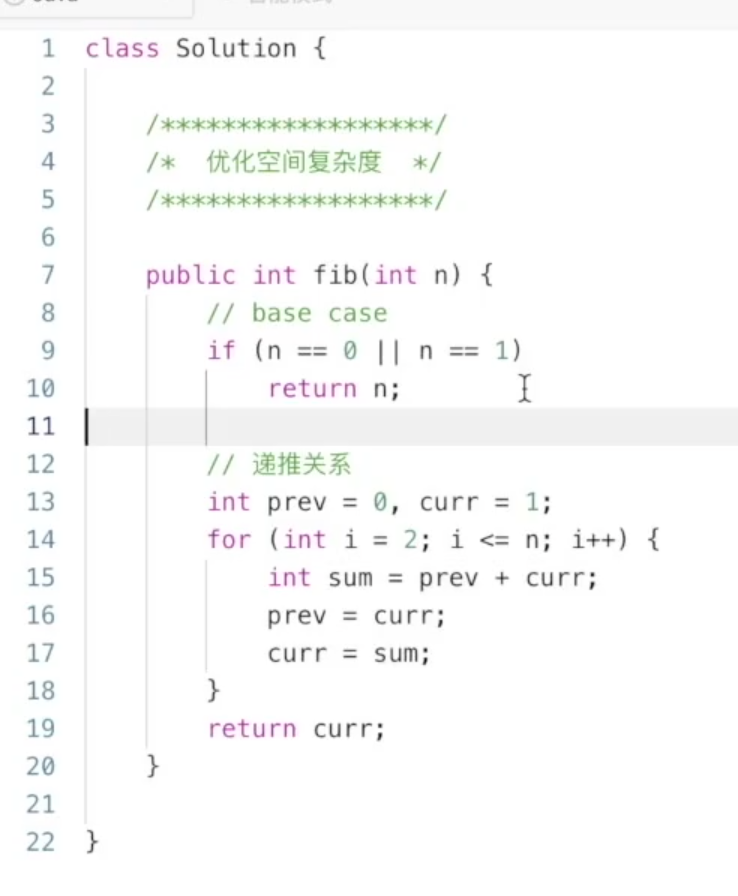 1 class Solution {
2
3 /******************/
4 /* 优化空间复杂度 */
5 /******************/
6
7 public int fib(int n) {
8 // base case
9 if (n == 0 || n == 1)
10 return n;
11
12 // 递推关系
13 int prev = 0, curr = 1;
14 for (int i = 2; i <= n; i++) {
15 int sum = prev + curr;
16 prev = curr;
17 curr = sum;
18 }
19 return curr;
20 }
21
22 }